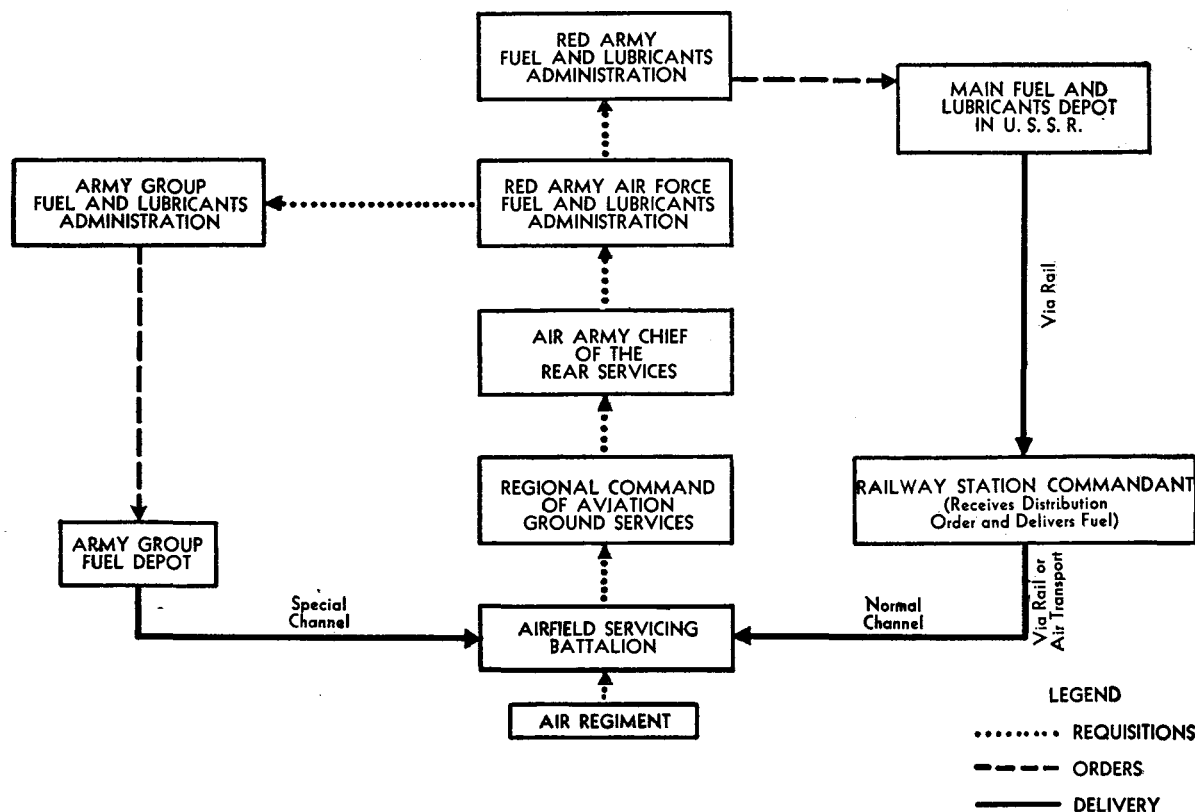 RED ARMY
FUEL AND LUBRICANTS
ADMINISTRATION
MAIN FUEL AND
LUBRICANTS DEPOT
IN U. S. S. R.
ARMY GROUP
FUEL AND LUBRICANTS
ADMINISTRATION
RED ARMY AIR FORCE
FUEL AND LUBRICANTS
ADMINISTRATION
Via Rail
AIR ARMY CHIEF
OF THE
REAR SERVICES
REGIONAL COMMAND
OF AVIATION
GROUND SERVICES
RAILWAY STATION COMMANDANT
(Receives Distribution
Order and Delivers Fuel)
ARMY GROUP
FUEL DEPOT
Special
Channel
AIRFIELD SERVICING
BATTALION
Normal
Channel
Via Rail or
Air Transport
AIR REGIMENT
LEGEND
REQUISITIONS
ORDERS
DELIVERY